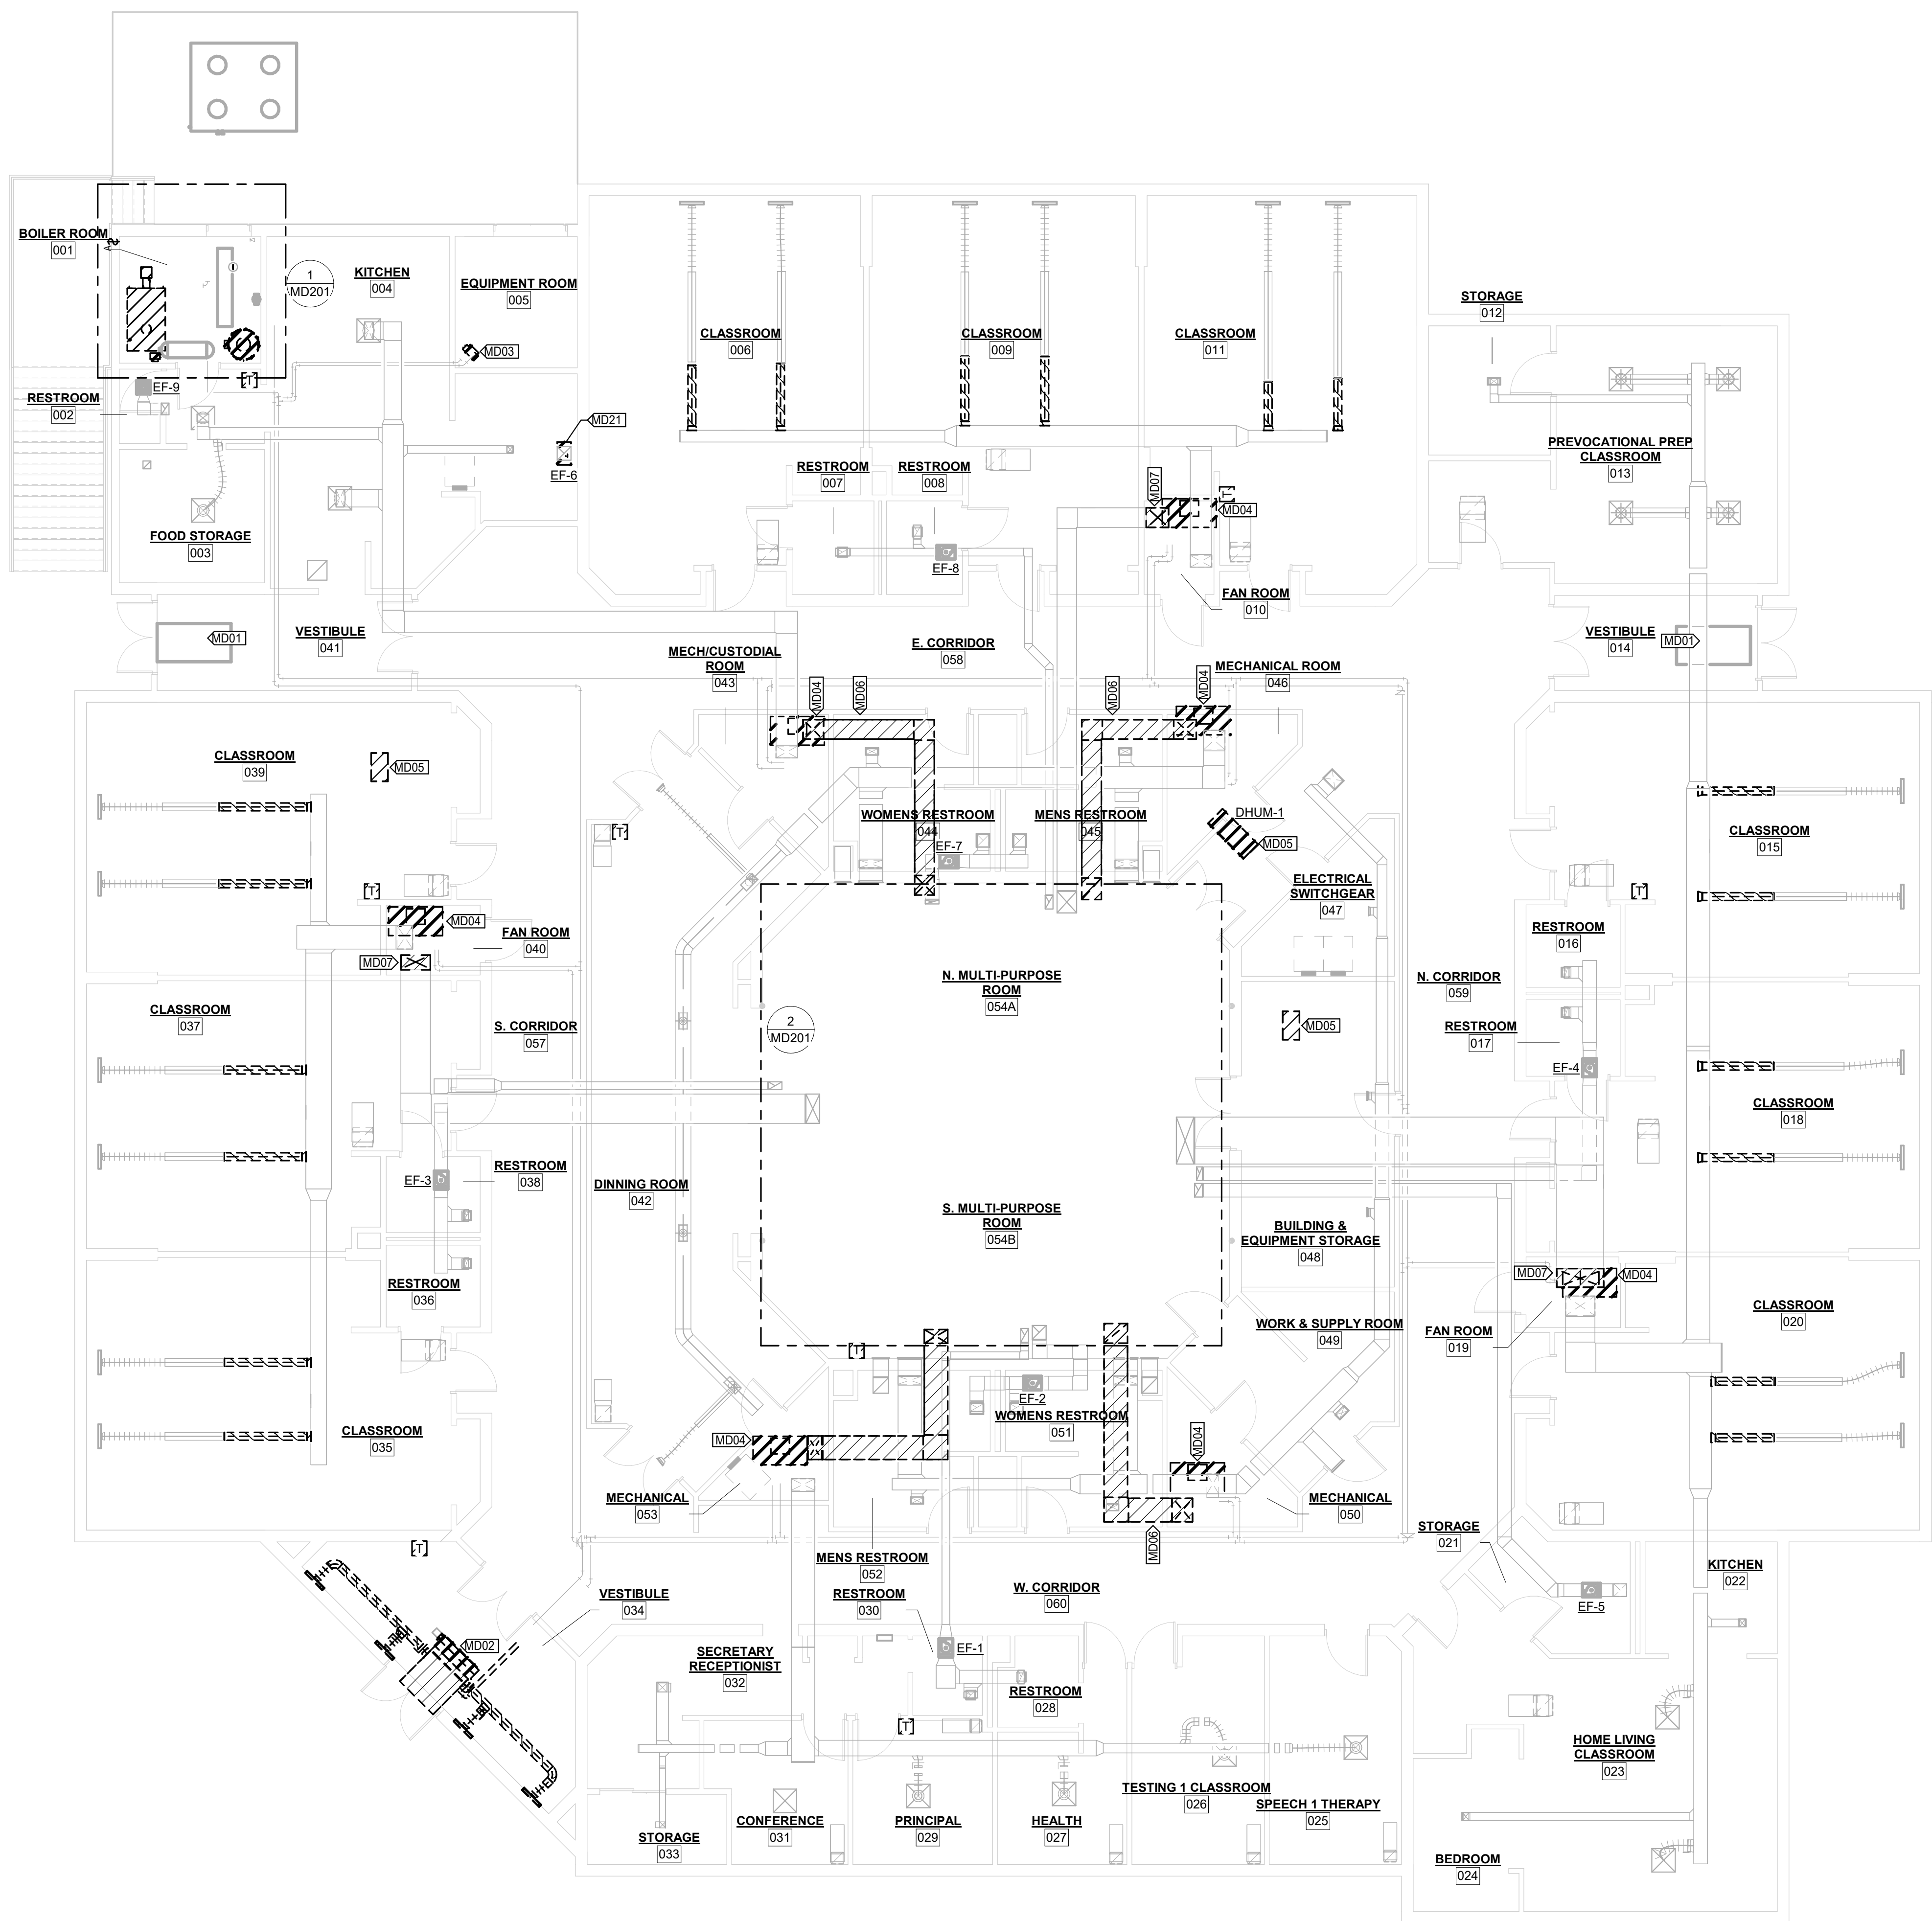 BOILER ROOM
001
1
MD201
KITCHEN
004
EQUIPMENT ROOM
005
STORAGE
012
CLASSROOM
006
CLASSROOM
009
CLASSROOM
011
MD03
[T]
EF-9
RESTROOM
002
MD21
EF-6
PREVOCATIONAL PREP
CLASSROOM
013
RESTROOM
007
RESTROOM
008
MD07
[T]
MD04
FOOD STORAGE
003
EF-8
FAN ROOM
010
MD01
VESTIBULE
041
E. CORRIDOR
058
VESTIBULE
014
MD01
MECH/CUSTODIAL
ROOM
043
MECHANICAL ROOM
046
MD04
MD06
MD06
MD04
CLASSROOM
039
MD05
WOMENS RESTROOM
044
MENS RESTROOM
045
DHUM-1
MD05
[T]
EF-7
CLASSROOM
015
[T]
ELECTRICAL
SWITCHGEAR
047
[T]
MD04
FAN ROOM
040
MD07
RESTROOM
016
N. MULTI-PURPOSE
ROOM
054A
N. CORRIDOR
059
CLASSROOM
037
S. CORRIDOR
057
2
MD201
MD05
RESTROOM
017
EF-4
CLASSROOM
018
EF-3
RESTROOM
038
DINNING ROOM
042
S. MULTI-PURPOSE
ROOM
054B
BUILDING &
EQUIPMENT STORAGE
048
RESTROOM
036
MD07
MD04
CLASSROOM
020
WORK & SUPPLY ROOM
049
FAN ROOM
019
[T]
EF-2
WOMENS RESTROOM
051
CLASSROOM
035
MD04
MD04
MECHANICAL
053
MECHANICAL
050
STORAGE
021
[T]
MENS RESTROOM
052
MD06
KITCHEN
022
VESTIBULE
034
RESTROOM
030
W. CORRIDOR
060
EF-5
MD02
SECRETARY
RECEPTIONIST
032
EF-1
RESTROOM
028
[T]
HOME LIVING
CLASSROOM
023
TESTING 1 CLASSROOM
026
SPEECH 1 THERAPY
025
CONFERENCE
031
PRINCIPAL
029
HEALTH
027
STORAGE
033
BEDROOM
024